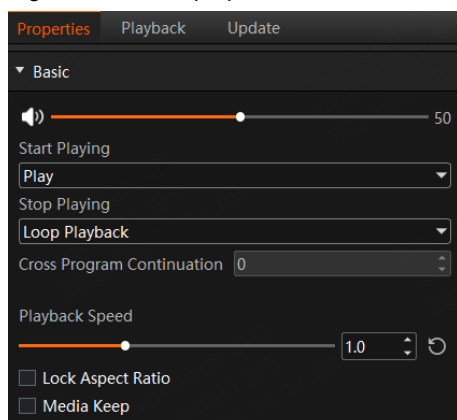 Properties Playback Update
Basic
50
Start Playing
Play
Stop Playing
Loop Playback
Cross Program Continuation 0
Playback Speed
1.0
Lock Aspect Ratio
Media Keep